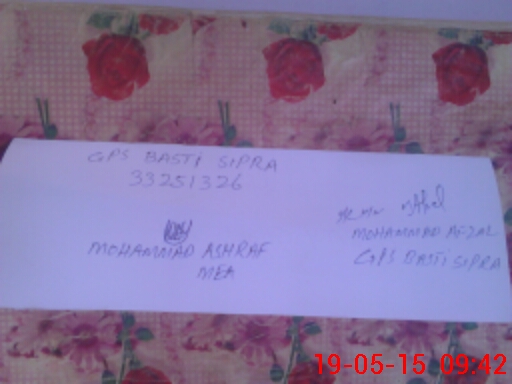 GPS BASTI SIPRA
33251326
MOHAMMAD ASHRAF
MEA
MOHAMMAD AFZAL
GPS BASTI SIPRA
19-05-15 09:42